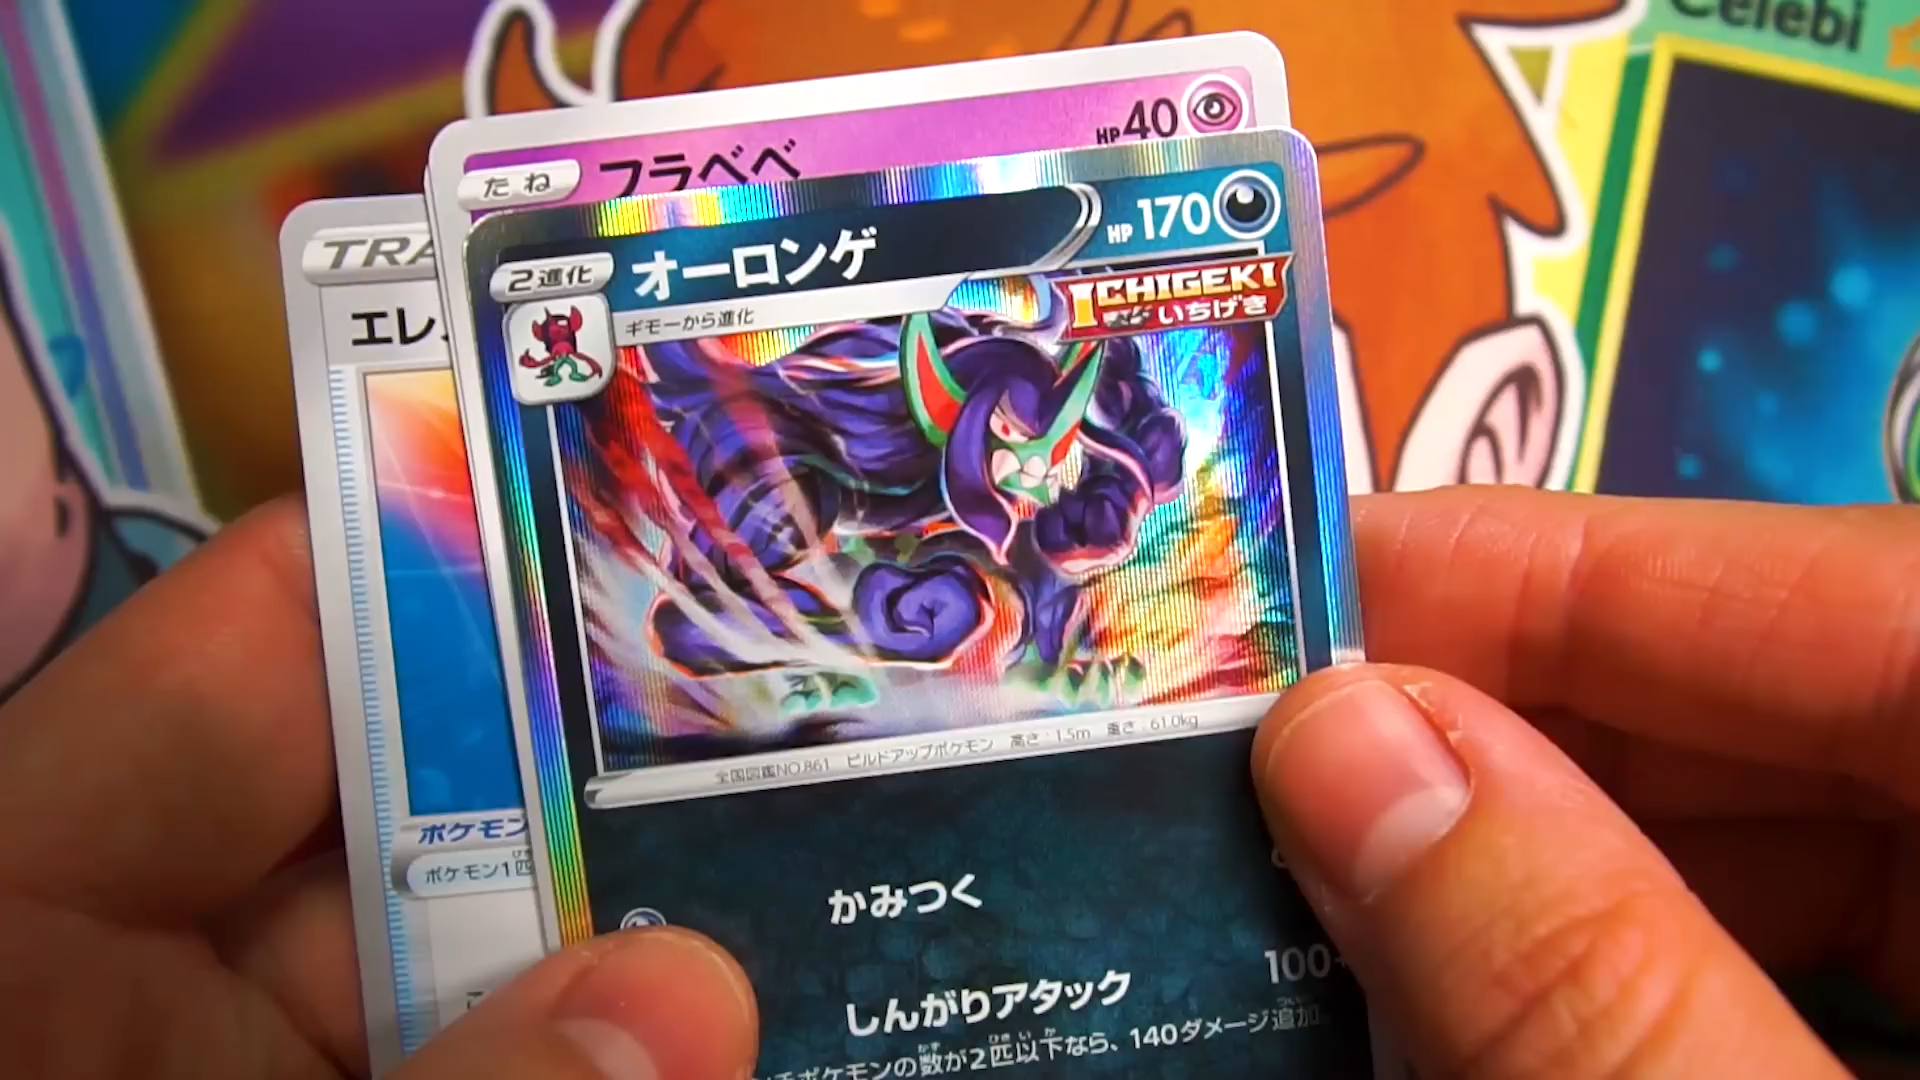 Celebi
HP40
たね
フラベベ
TRA
エレ
2進化
オーロンゲ
HP170
ギモーから進化
ICHIGEKI
いちげき
全国図鑑NO.861 ビルドアップポケモン 高さ:1.5m 重さ:61.0kg
ポケモン
ポケモン1匹
かみつく
しんがりアタック
100+
ポケモンの数が2匹以下なら、140ダメージ追加。